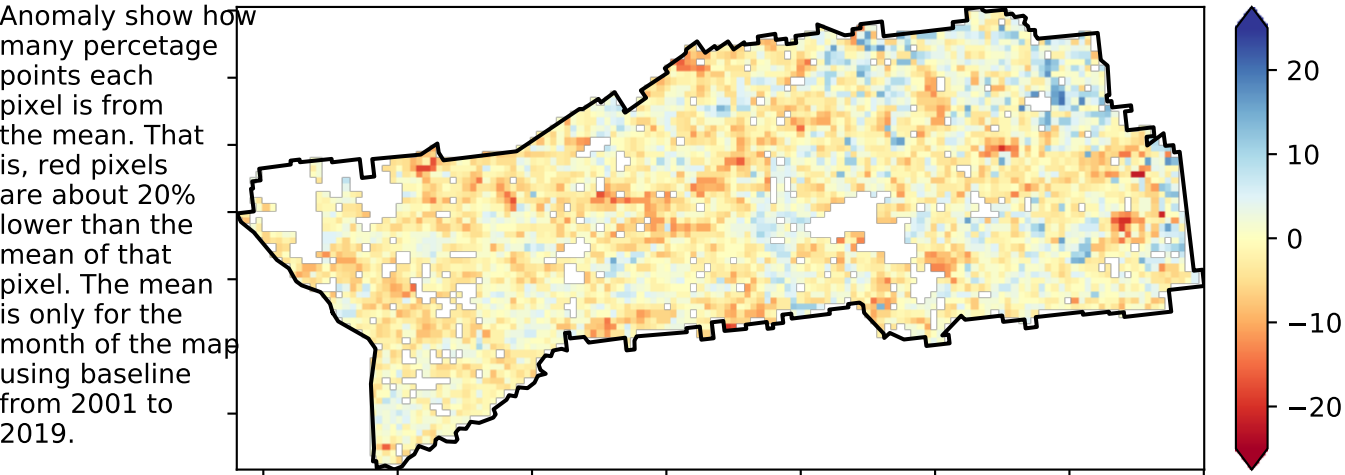 Anomaly show how
many percetage
points each
pixel is from
the mean. That
is, red pixels
are about 20%
lower than the
mean of that
pixel. The mean
is only for the
month of the map
using baseline
from 2001 to
2019.
20
10
0
−10
−20